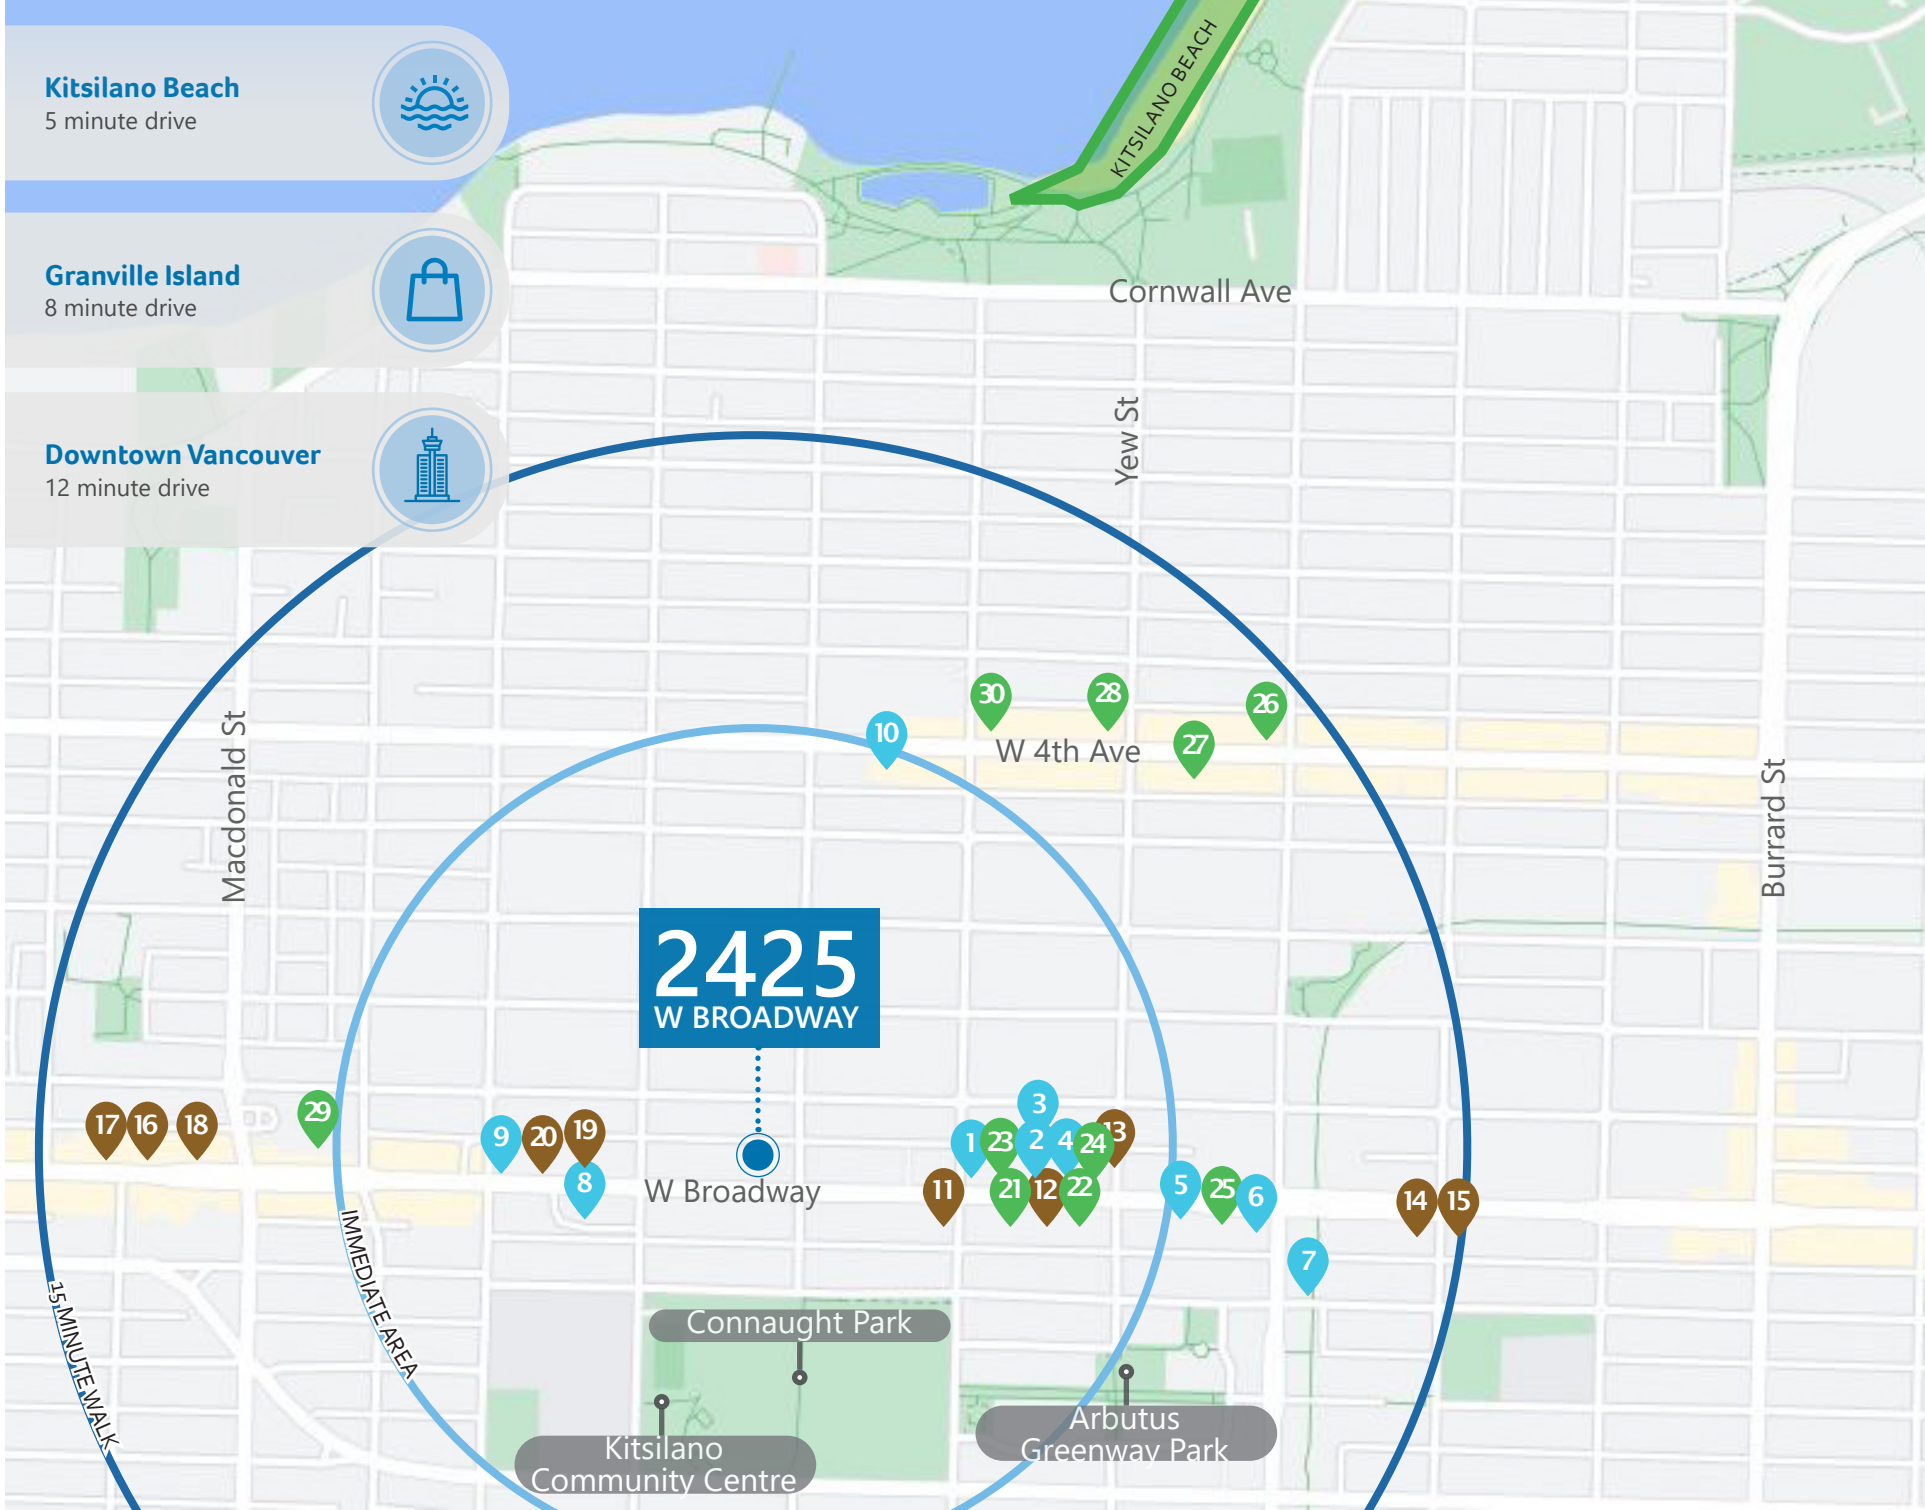 Kitsilano Beach
5 minute drive
Granville Island
8 minute drive
Downtown Vancouver
12 minute drive
KITSILANO BEACH
Cornwall Ave
Yew St
Macdonald St
Burrard St
30
28
26
10
27
W 4th Ave
2425
W BROADWAY
17
16
18
29
9
20
19
8
W Broadway
3
1
23
2
4
24
13
11
21
12
22
5
25
6
14
15
7
IMMEDIATE AREA
15 MINUTE WALK
Connaught Park
Kitsilano
Community Centre
Arbutus
Greenway Park